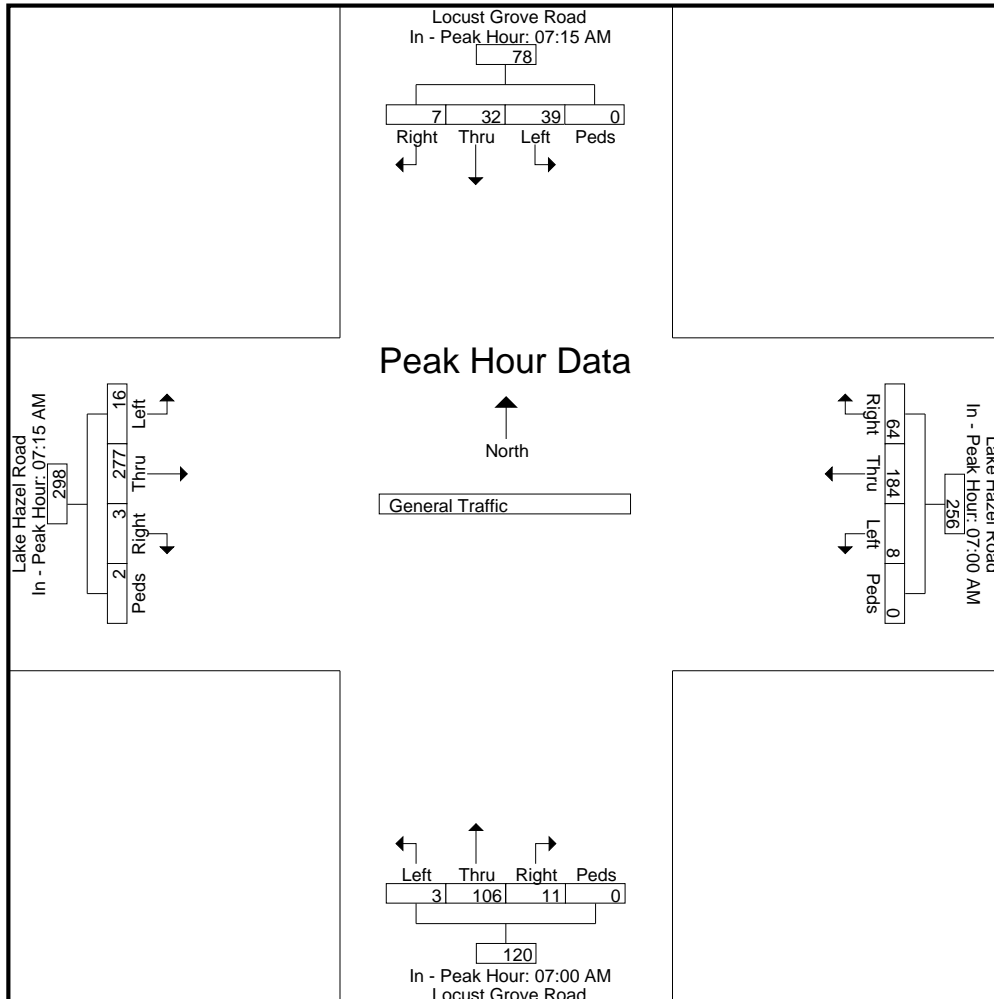 Locust Grove Road
In - Peak Hour: 07:15 AM
78
7 32 39 0
Right Thru Left Peds
Peak Hour Data
North
General Traffic
Lake Hazel Road
In - Peak Hour: 07:15 AM
298
16 277 3 2
Left Thru Right Peds
Lake Hazel Road
In - Peak Hour: 07:00 AM
256
64 184 8 0
Right Thru Left Peds
Left Thru Right Peds
3 106 11 0
120
In - Peak Hour: 07:00 AM
Locust Grove Road